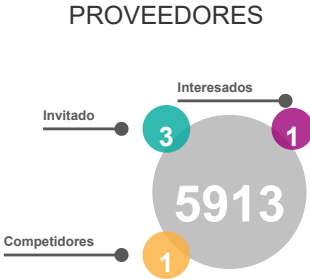 PROVEEDORES
Interesados
Invitado
3
1
5913
Competidores
1